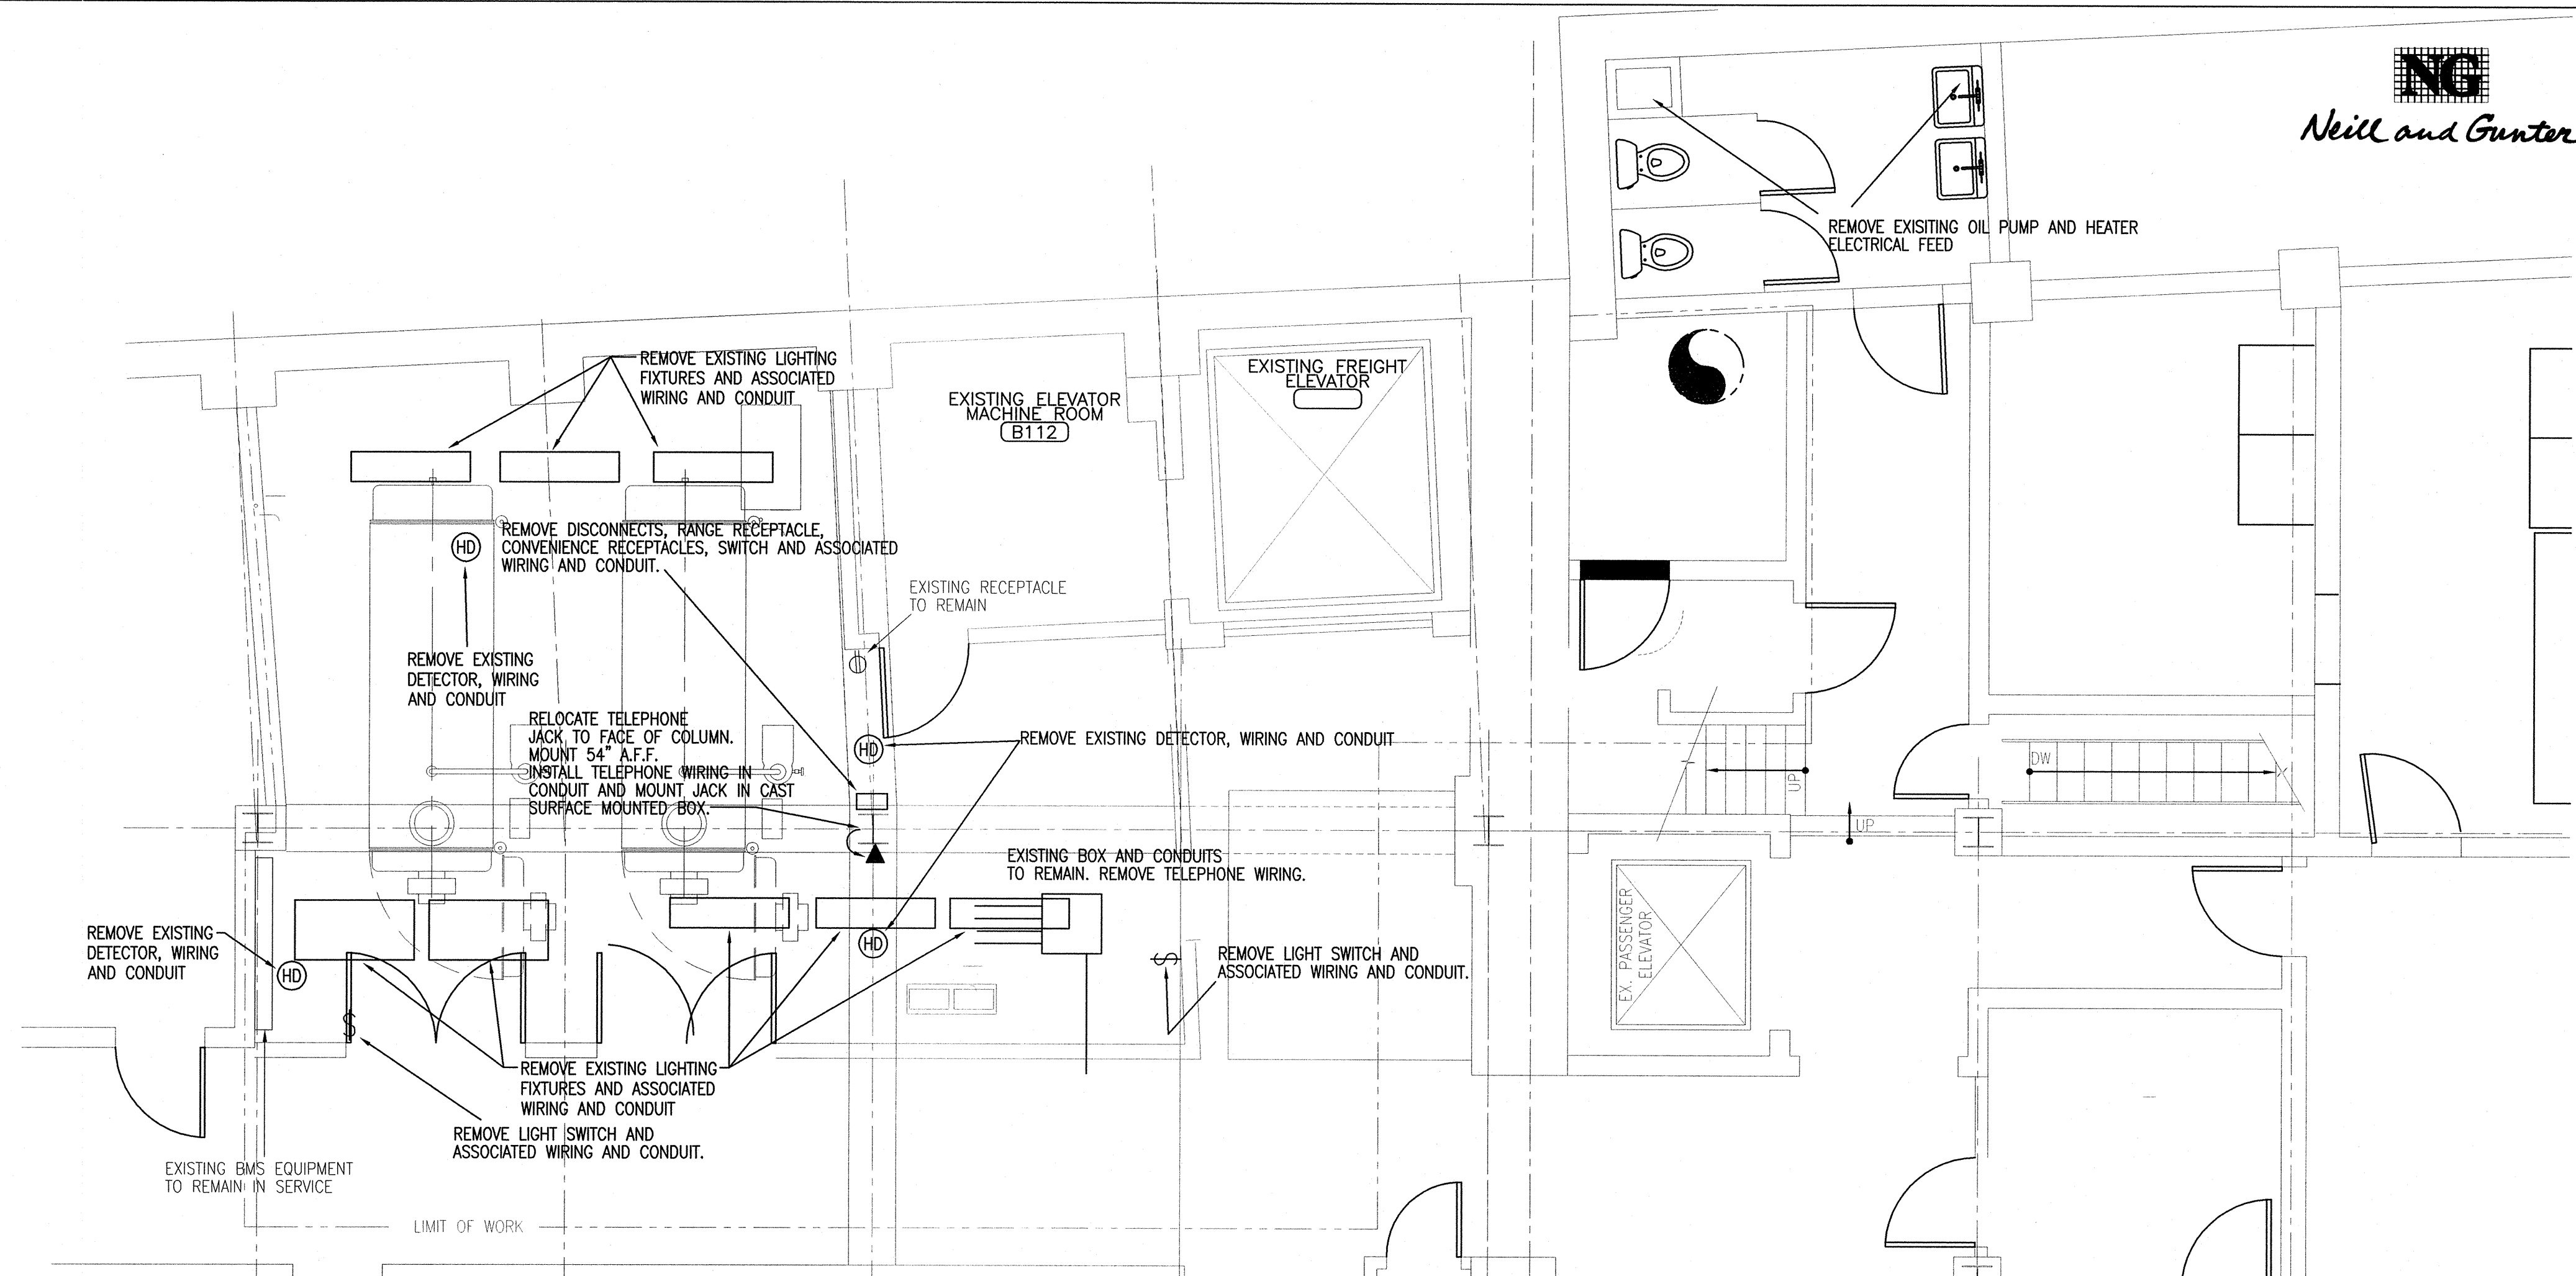 NG
Neill and Gunter
REMOVE EXISITING OIL PUMP AND HEATER
ELECTRICAL FEED
REMOVE EXISTING LIGHTING
FIXTURES AND ASSOCIATED
WIRING AND CONDUIT
EXISTING ELEVATOR
MACHINE ROOM
B112
EXISTING FREIGHT
ELEVATOR
HD
REMOVE DISCONNECTS, RANGE RECEPTACLE,
CONVENIENCE RECEPTACLES, SWITCH AND ASSOCIATED
WIRING AND CONDUIT.
EXISTING RECEPTACLE
TO REMAIN
REMOVE EXISTING
DETECTOR, WIRING
AND CONDUIT
RELOCATE TELEPHONE
JACK TO FACE OF COLUMN.
MOUNT 54" A.F.F.
INSTALL TELEPHONE WIRING IN
CONDUIT AND MOUNT JACK IN CAST
SURFACE MOUNTED BOX.
HD
REMOVE EXISTING DETECTOR, WIRING AND CONDUIT
UP
DW
UP
EXISTING BOX AND CONDUITS
TO REMAIN. REMOVE TELEPHONE WIRING.
REMOVE EXISTING
DETECTOR, WIRING
AND CONDUIT
HD
HD
$
REMOVE LIGHT SWITCH AND
ASSOCIATED WIRING AND CONDUIT.
EX. PASSENGER
ELEVATOR
$
REMOVE EXISTING LIGHTING
FIXTURES AND ASSOCIATED
WIRING AND CONDUIT
REMOVE LIGHT SWITCH AND
ASSOCIATED WIRING AND CONDUIT.
EXISTING BMS EQUIPMENT
TO REMAIN IN SERVICE
LIMIT OF WORK